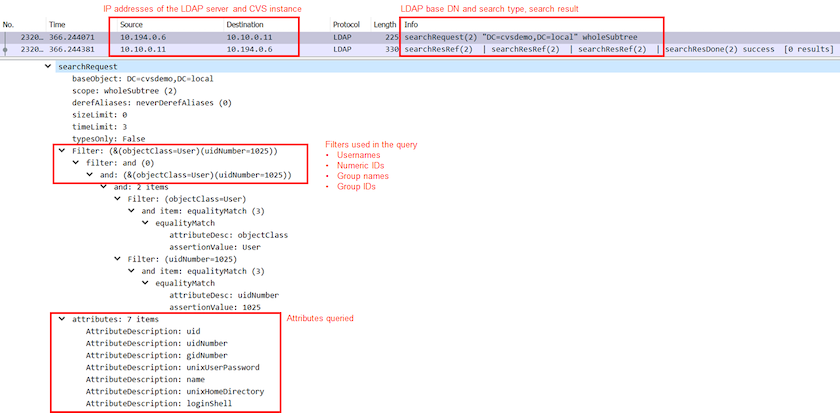 IP addresses of the LDAP server and CVS instance
LDAP base DN and search type, search result
No. Time Source Destination Protocol Length Info
2320… 366.244071 10.194.0.6 10.10.0.11 LDAP 225 searchRequest(2) "DC=cvsdemo,DC=local" wholeSubtree
2320… 366.244381 10.10.0.11 10.194.0.6 LDAP 330 searchResRef(2) | searchResRef(2) | searchResRef(2) | searchResDone(2) success [0 results]
searchRequest
baseObject: DC=cvsdemo,DC=local
scope: wholeSubtree (2)
derefAliases: neverDerefAliases (0)
sizeLimit: 0
timeLimit: 3
typesOnly: False
Filter: (&(objectClass=User)(uidNumber=1025))
filter: and (0)
and: (&(objectClass=User)(uidNumber=1025))
Filters used in the query
• Usernames
• Numeric IDs
• Group names
• Group IDs
and: 2 items
Filter: (objectClass=User)
and item: equalityMatch (3)
equalityMatch
attributeDesc: objectClass
assertionValue: User
Filter: (uidNumber=1025)
and item: equalityMatch (3)
equalityMatch
attributeDesc: uidNumber
assertionValue: 1025
attributes: 7 items
Attributes queried
AttributeDescription: uid
AttributeDescription: uidNumber
AttributeDescription: gidNumber
AttributeDescription: unixUserPassword
AttributeDescription: name
AttributeDescription: unixHomeDirectory
AttributeDescription: loginShell